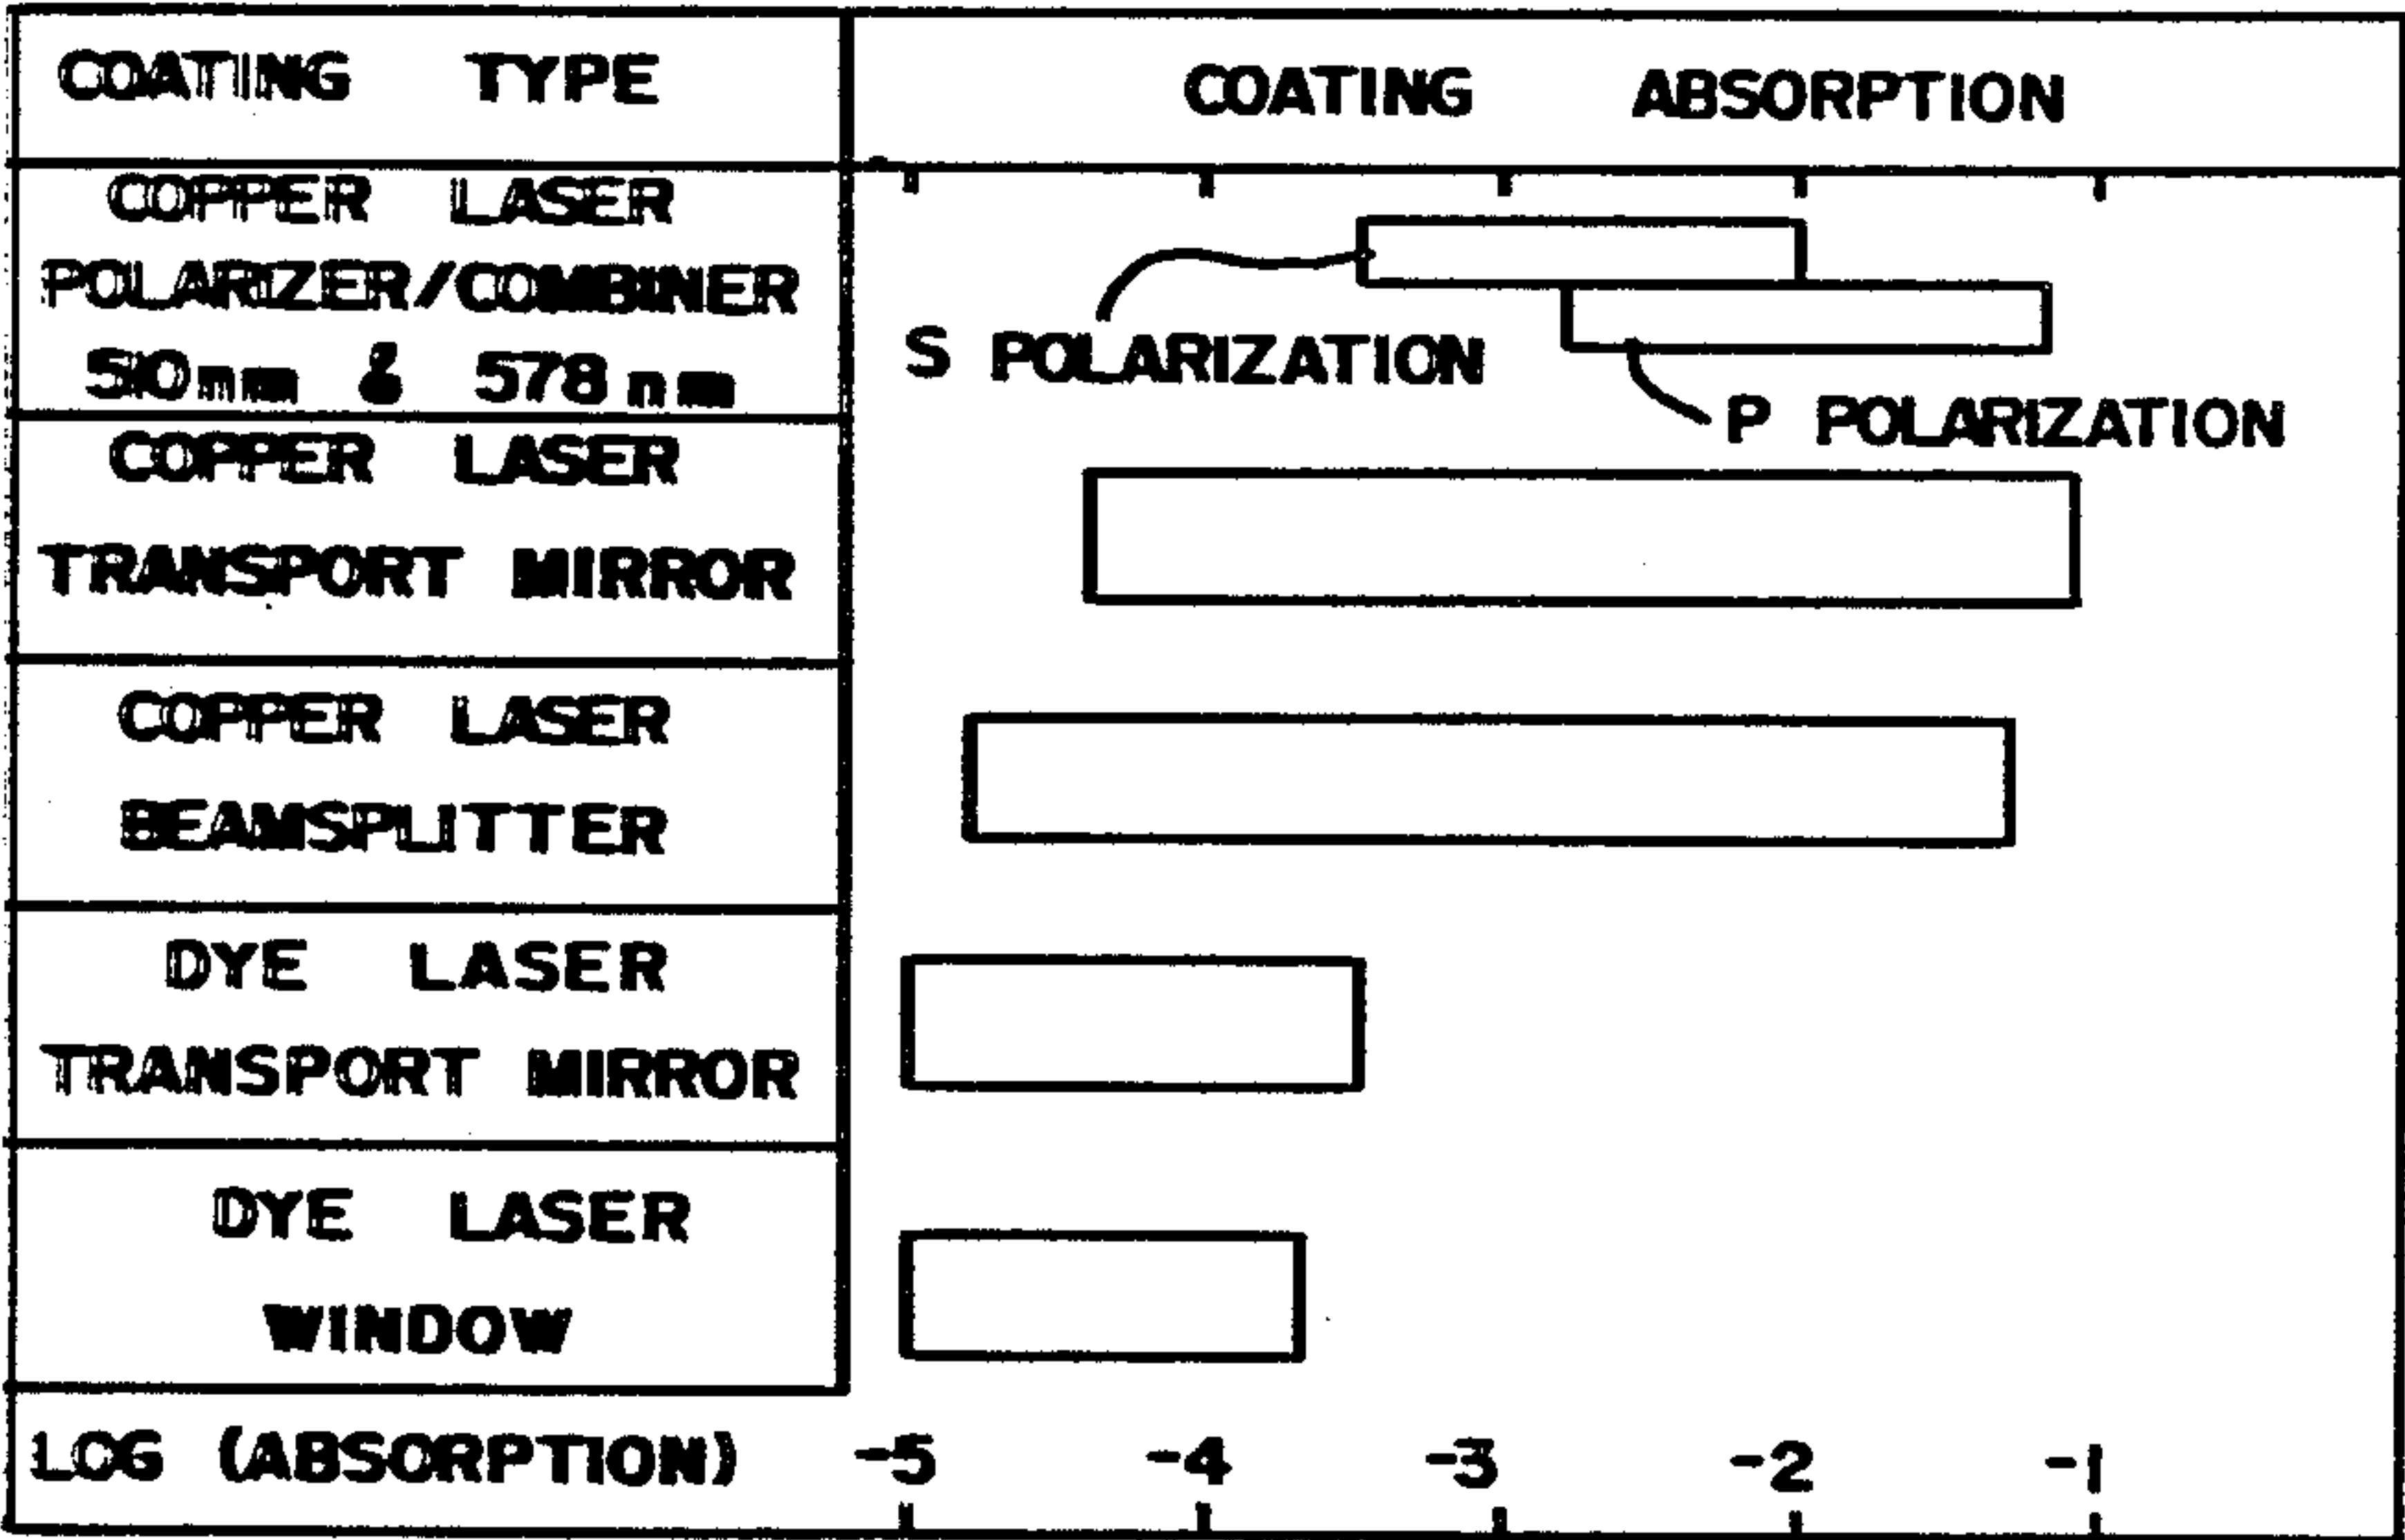 COATING TYPE
COATING ABSORPTION
COPPER LASER
POLARIZER/COMBINER
510nm & 578nm
S POLARIZATION
P POLARIZATION
COPPER LASER
TRANSPORT MIRROR
COPPER LASER
BEAMSPLITTER
DYE LASER
TRANSPORT MIRROR
DYE LASER
WINDOW
LOG (ABSORPTION) -5 -4 -3 -2 -1